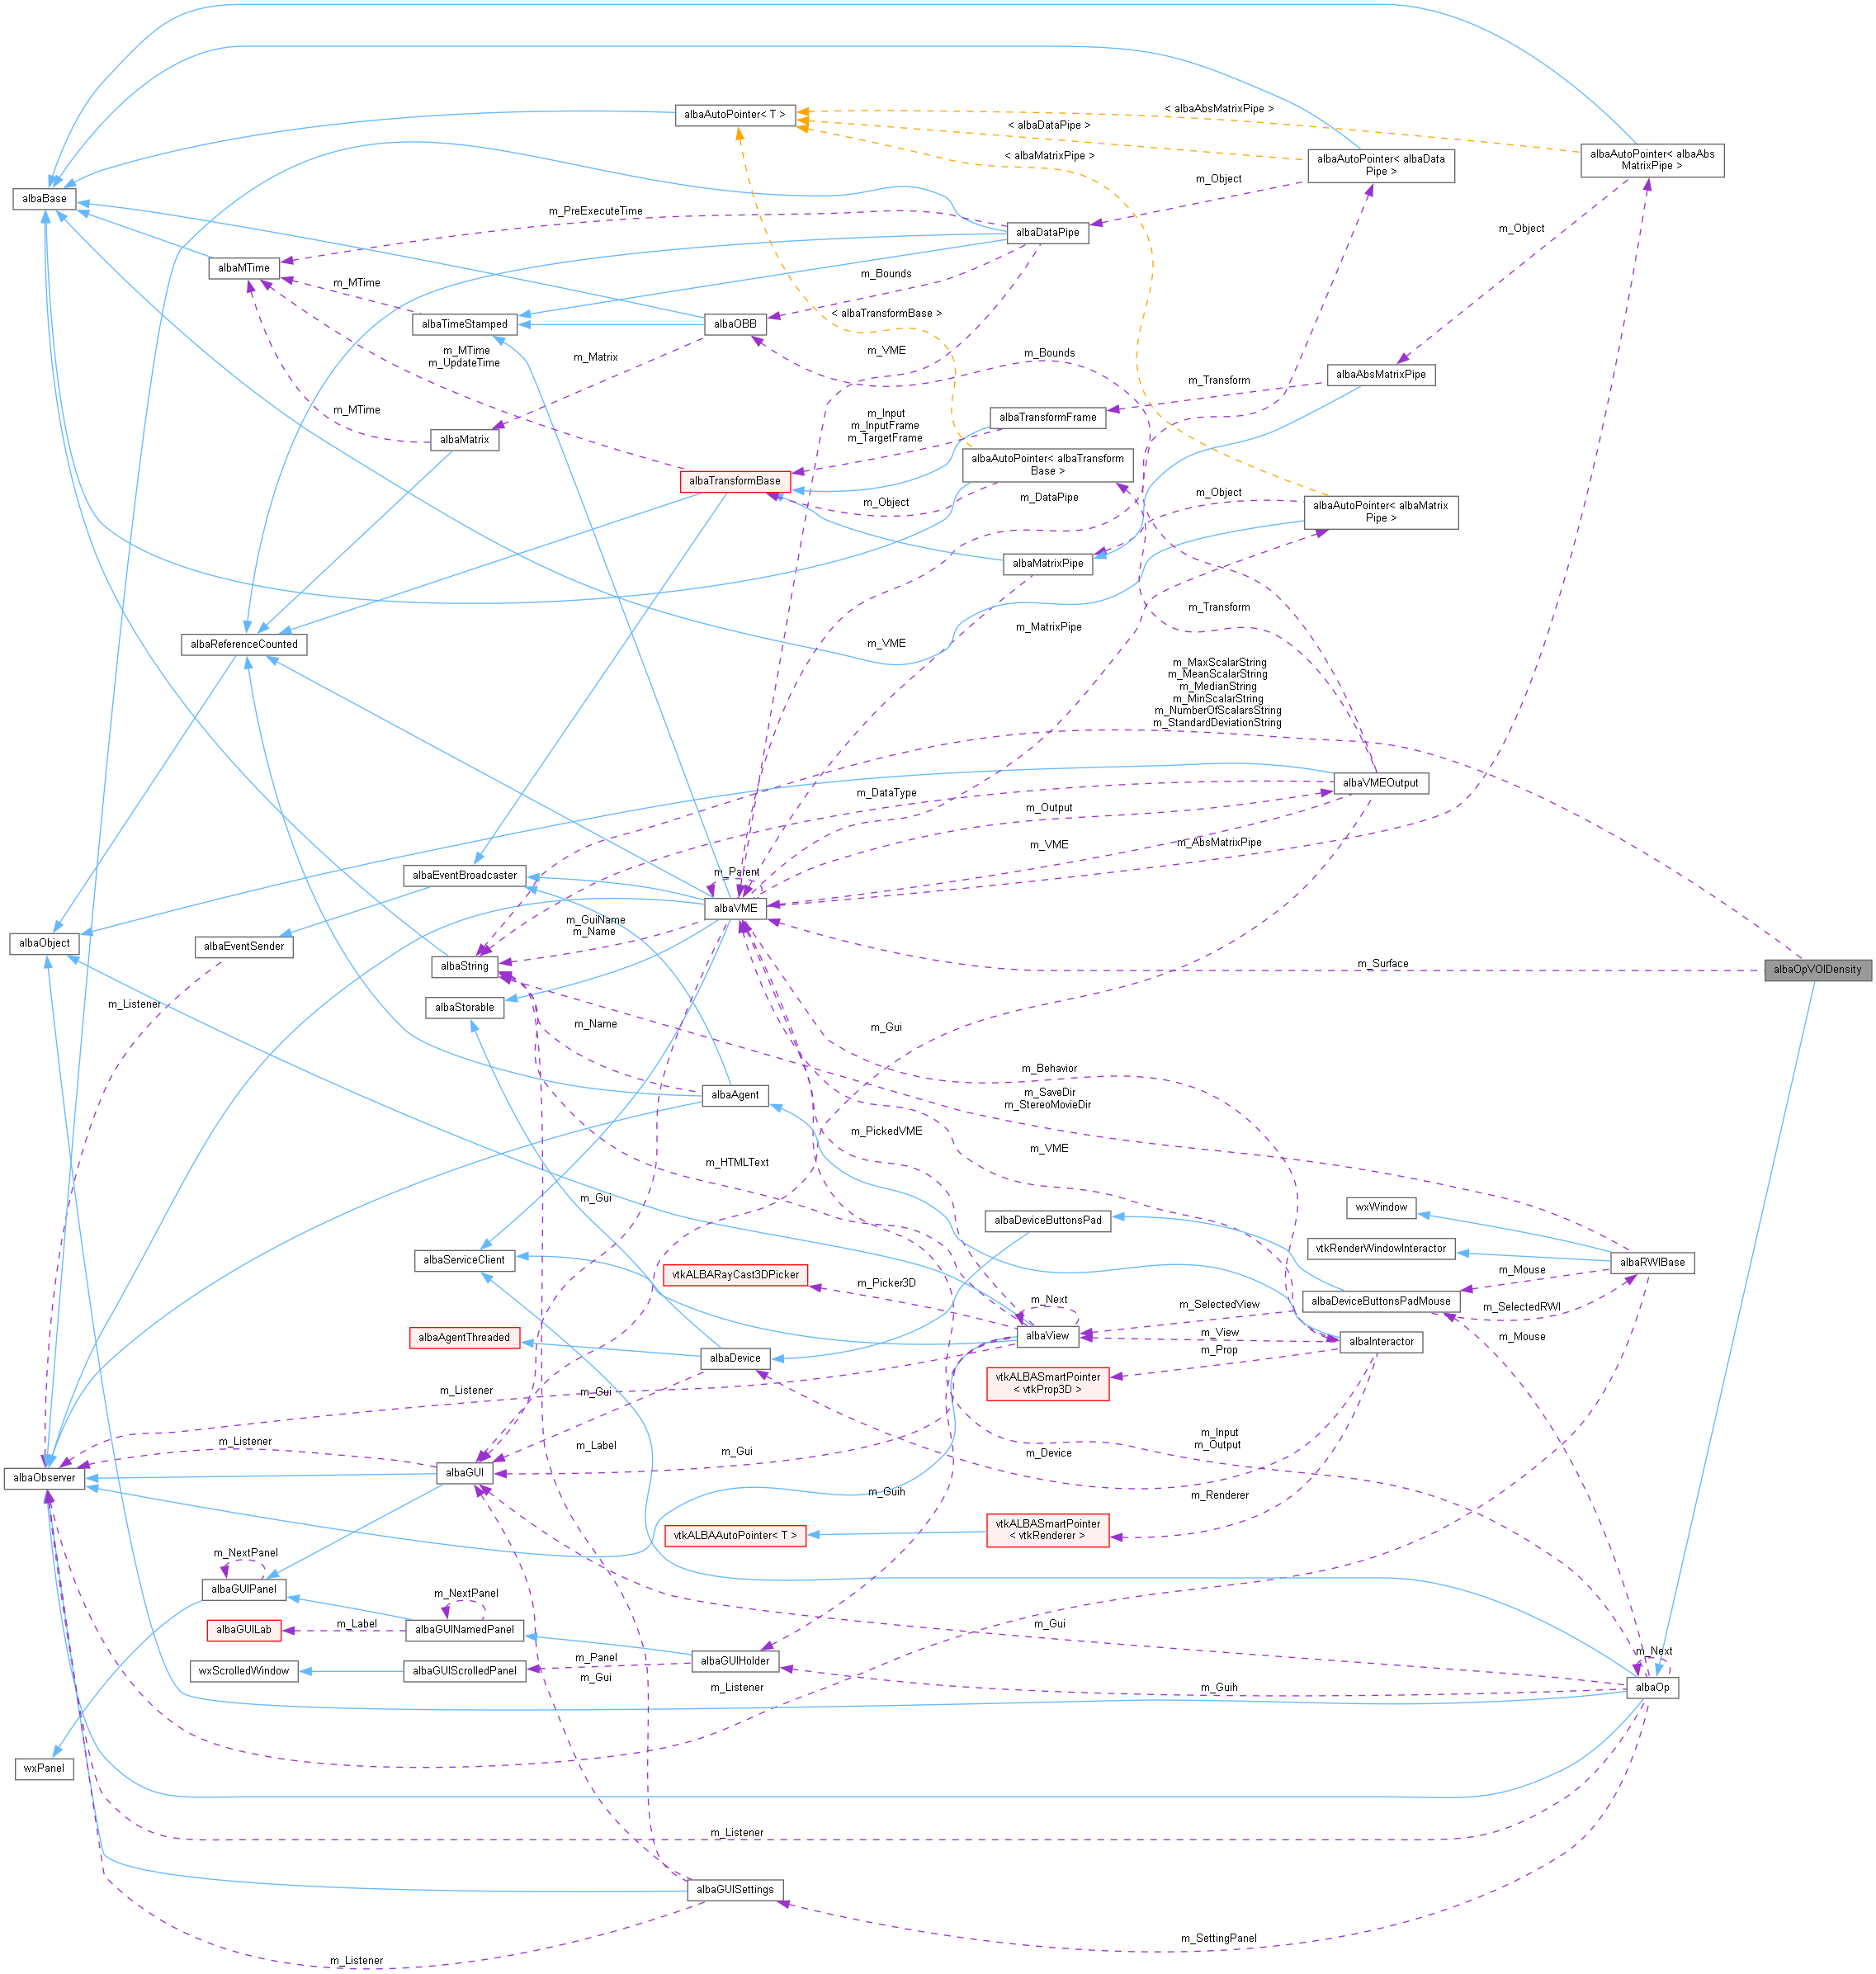 < albaAbsMatrixPipe >
albaAutoPointer< T >
< albaDataPipe >
< albaMatrixPipe >
albaAutoPointer< albaData
Pipe >
albaAutoPointer< albaAbs
MatrixPipe >
m_Object
albaBase
m_PreExecuteTime
albaDataPipe
m_Object
albaMTime
m_Bounds
m_MTime
< albaTransformBase >
albaTimeStamped
albaOBB
m_MTime
m_UpdateTime
m_Matrix
m_VME
m_Bounds
albaAbsMatrixPipe
m_Transform
m_MTime
m_Input
m_InputFrame
m_TargetFrame
albaTransformFrame
albaMatrix
albaAutoPointer< albaTransform
Base >
albaTransformBase
m_Object
m_DataPipe
m_Object
albaAutoPointer< albaMatrix
Pipe >
albaMatrixPipe
m_Transform
m_MatrixPipe
albaReferenceCounted
m_VME
m_MaxScalarString
m_MeanScalarString
m_MedianString
m_MinScalarString
m_NumberOfScalarsString
m_StandardDeviationString
albaVMEOutput
m_DataType
m_Output
m_VME
m_AbsMatrixPipe
albaEventBroadcaster
m_Parent
albaVME
m_GuiName
m_Name
albaObject
albaEventSender
albaString
m_Surface
albaOpVOIDensity
m_Listener
albaStorable
m_Name
m_Gui
m_Behavior
albaAgent
m_SaveDir
m_StereoMovieDir
m_PickedVME
m_VME
m_HTMLText
m_Gui
wxWindow
albaDeviceButtonsPad
vtkRenderWindowInteractor
albaServiceClient
albaRWIBase
vtkALBARayCast3DPicker
m_Picker3D
m_Mouse
m_Next
m_SelectedView
albaDeviceButtonsPadMouse
m_SelectedRWI
albaAgentThreaded
albaView
m_View
albaInteractor
m_Mouse
m_Prop
albaDevice
vtkALBASmartPointer
< vtkProp3D >
m_Listener
m_Gui
m_Listener
m_Label
m_Gui
m_Input
m_Output
m_Device
albaObserver
albaGUI
m_Guih
m_Renderer
vtkALBAAutoPointer< T >
vtkALBASmartPointer
< vtkRenderer >
m_NextPanel
albaGUIPanel
m_NextPanel
albaGUILab
m_Label
albaGUINamedPanel
m_Gui
m_Next
wxScrolledWindow
albaGUIScrolledPanel
m_Panel
m_Gui
albaGUIHolder
m_Listener
m_Guih
albaOp
wxPanel
m_Listener
albaGUISettings
m_SettingPanel
m_Listener